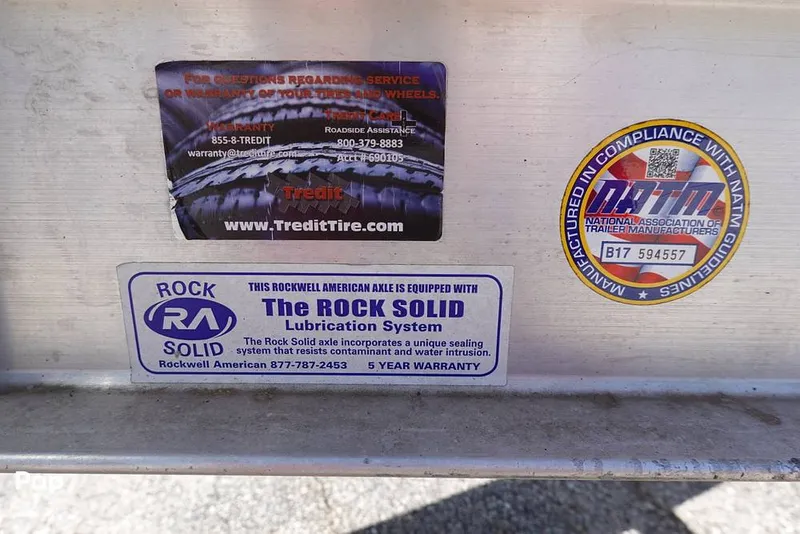 FOR QUESTIONS REGARDING SERVICE
OR WARRANTY OF YOUR TIRES AND WHEELS.
WARRANTY
855-8-TREDIT
warranty@tredittire.com
TREDIT CARE
ROADSIDE ASSISTANCE
800-379-8883
Acct # 690105
Tredit
www.TreditTire.com
MANUFACTURED IN COMPLIANCE WITH NATM GUIDELINES
NATM
NATIONAL ASSOCIATION OF
TRAILER MANUFACTURERS
B17 594557
ROCK
RA
SOLID
THIS ROCKWELL AMERICAN AXLE IS EQUIPPED WITH
The ROCK SOLID
Lubrication System
The Rock Solid axle incorporates a unique sealing
system that resists contaminant and water intrusion.
Rockwell American 877-787-2453 5 YEAR WARRANTY
Pop